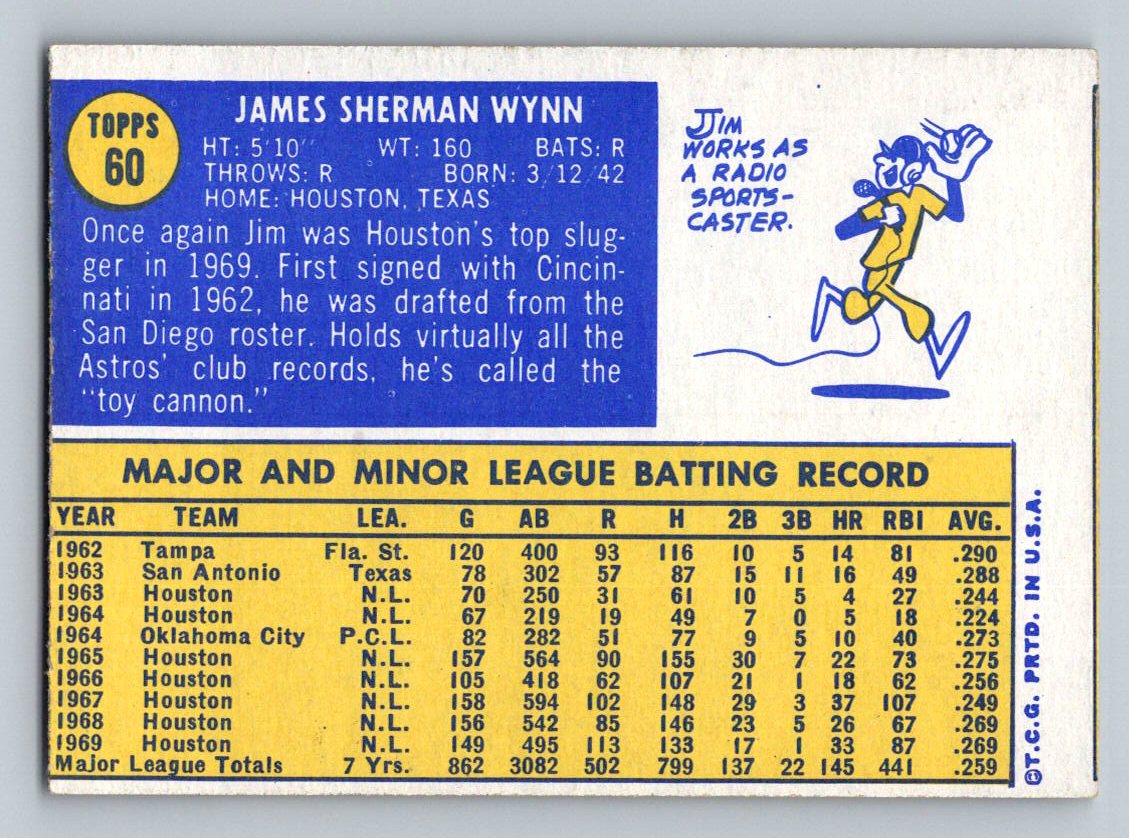 TOPPS
60
JAMES SHERMAN WYNN
HT: 5'10" WT: 160 BATS: R
THROWS: R BORN: 3/12/42
HOME: HOUSTON, TEXAS
Once again Jim was Houston's top slug-
ger in 1969. First signed with Cincin-
nati in 1962, he was drafted from the
San Diego roster. Holds virtually all the
Astros' club records, he's called the
"toy cannon."
JIM
WORKS AS
A RADIO
SPORTS-
CASTER.
MAJOR AND MINOR LEAGUE BATTING RECORD
YEAR TEAM LEA. G AB R H 2B 3B HR RBI AVG.
1962 Tampa Fla. St. 120 400 93 116 10 5 14 81 .290
1963 San Antonio Texas 78 302 57 87 15 11 16 49 .288
1963 Houston N.L. 70 250 31 61 10 5 4 27 .244
1964 Houston N.L. 67 219 19 49 7 0 5 18 .224
1964 Oklahoma City P.C.L. 82 282 51 77 9 5 10 40 .273
1965 Houston N.L. 157 564 90 155 30 7 22 73 .275
1966 Houston N.L. 105 418 62 107 21 1 18 62 .256
1967 Houston N.L. 158 594 102 148 29 3 37 107 .249
1968 Houston N.L. 156 542 85 146 23 5 26 67 .269
1969 Houston N.L. 149 495 113 133 17 1 33 87 .269
Major League Totals 7 Yrs. 862 3082 502 799 137 22 145 441 .259
©T.C.G. PRTD. IN U.S.A.